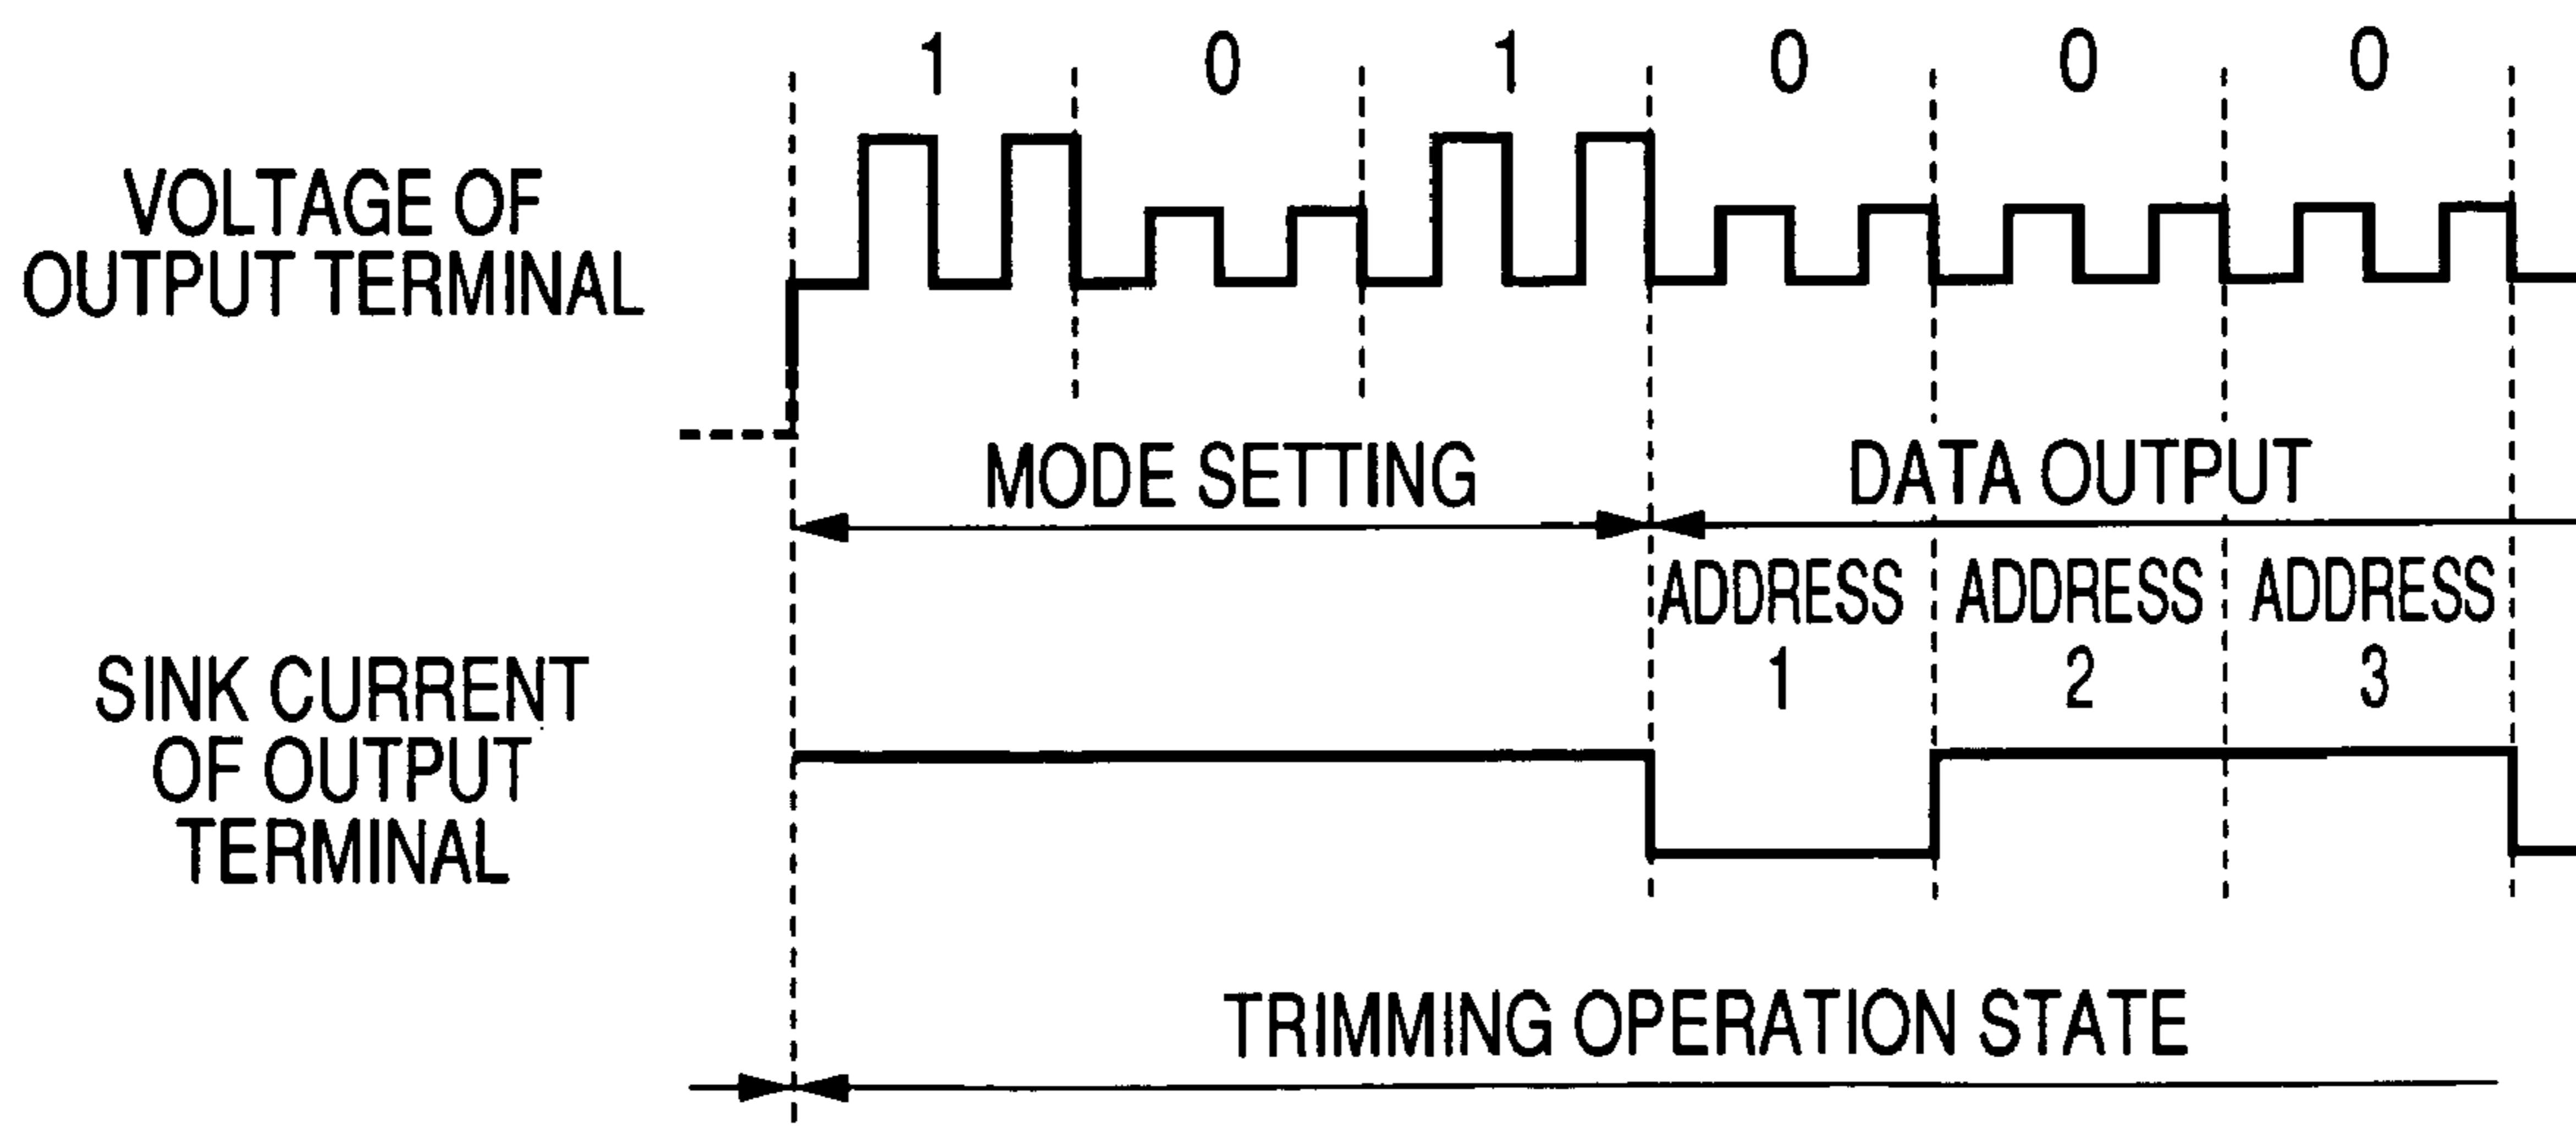 1 0 1 0 0 0
VOLTAGE OF
OUTPUT TERMINAL
MODE SETTING DATA OUTPUT
ADDRESS ADDRESS ADDRESS
1 2 3
SINK CURRENT
OF OUTPUT
TERMINAL
TRIMMING OPERATION STATE